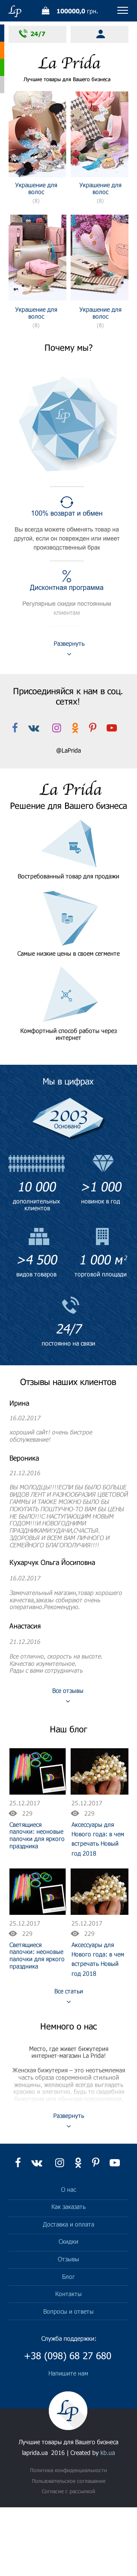 Lp
100000,0 грн.
24/7
La Prida
Лучшие товары для Вашего бизнеса
Украшение для волос
(8)
Украшение для волос
(8)
Украшение для волос
(8)
Украшение для волос
(8)
Почему мы?
Lp
100% возврат и обмен
Вы всегда можете обменять товар на
другой, если он поврежден или имеет
производственный брак
Дисконтная программа
Регулярные скидки постоянным
клиентам
Развернуть
Присоединяйся к нам в соц.
сетях!
@LaPrida
La Prida
Решение для Вашего бизнеса
Востребованный товар для продажи
Самые низкие цены в своем сегменте
Комфортный способ работы через
интернет
Мы в цифрах
2003
Основано
10 000
дополнительных
клиентов
>1 000
новинок в год
>4 500
видов товаров
1 000 м²
торговой площади
24/7
постоянно на связи
Отзывы наших клиентов
Ирина
16.02.2017
хороший сайт! очень быстрое
обслуживание!
Вероника
21.12.2016
ВЫ МОЛОДЦЫ!!!!ЕСЛИ БЫ БЫЛО БОЛЬШЕ
ВИДОВ ЛЕНТ И РАЗНООБРАЗИЯ ЦВЕТОВОЙ
ГАММЫ И ТАКЖЕ МОЖНО БЫЛО БЫ
ПОКУПАТЬ ПОШТУЧНО-ТО ВАМ БЫ ЦЕНЫ
НЕ БЫЛО!!!С НАСТУПАЮЩИМ НОВЫМ
ГОДОМ!!!И НОВОГОДНИМИ
ПРАЗДНИКАМИ!УДАЧИ,СЧАСТЬЯ,
ЗДОРОВЬЯ И ВСЕМ ВАМ ЛИЧНОГО И
СЕМЕЙНОГО БЛАГОПОЛУЧИЯ!!!!
Кухарчук Ольга Йосиповна
16.02.2017
Замечательный магазин,товар хорошего
качества,заказы собирают очень
оперативно.Рекомендую.
Анастасия
21.12.2016
Все отлично, скорость на высоте.
Качество изумительное.
Рады с вами сотрудничать
Все отзывы
Наш блог
25.12.2017
229
Светящиеся
палочки: неоновые
палочки для яркого
праздника
25.12.2017
229
Аксессуары для
Нового года: в чем
встречать Новый
год 2018
25.12.2017
229
Светящиеся
палочки: неоновые
палочки для яркого
праздника
25.12.2017
229
Аксессуары для
Нового года: в чем
встречать Новый
год 2018
Все статьи
Немного о нас
Место, где живет бижутерия
интернет-магазин La Prida!
Женская бижутерия – это неотъемлемая
часть образа современной стильной
женщины, желающей всегда выглядеть
красиво и элегантно. Будь то свадебная
Развернуть
О нас
Как заказать
Доставка и оплата
Скидки
Отзывы
Блог
Контакты
Вопросы и ответы
Служба поддержки:
+38 (098) 68 27 680
Напишите нам
Lp
Лучшие товары для Вашего бизнеса
laprida.ua 2016 | Created by kb.ua
Политика конфиденциальности
Пользовательское соглашение
Согласие с рассылкой